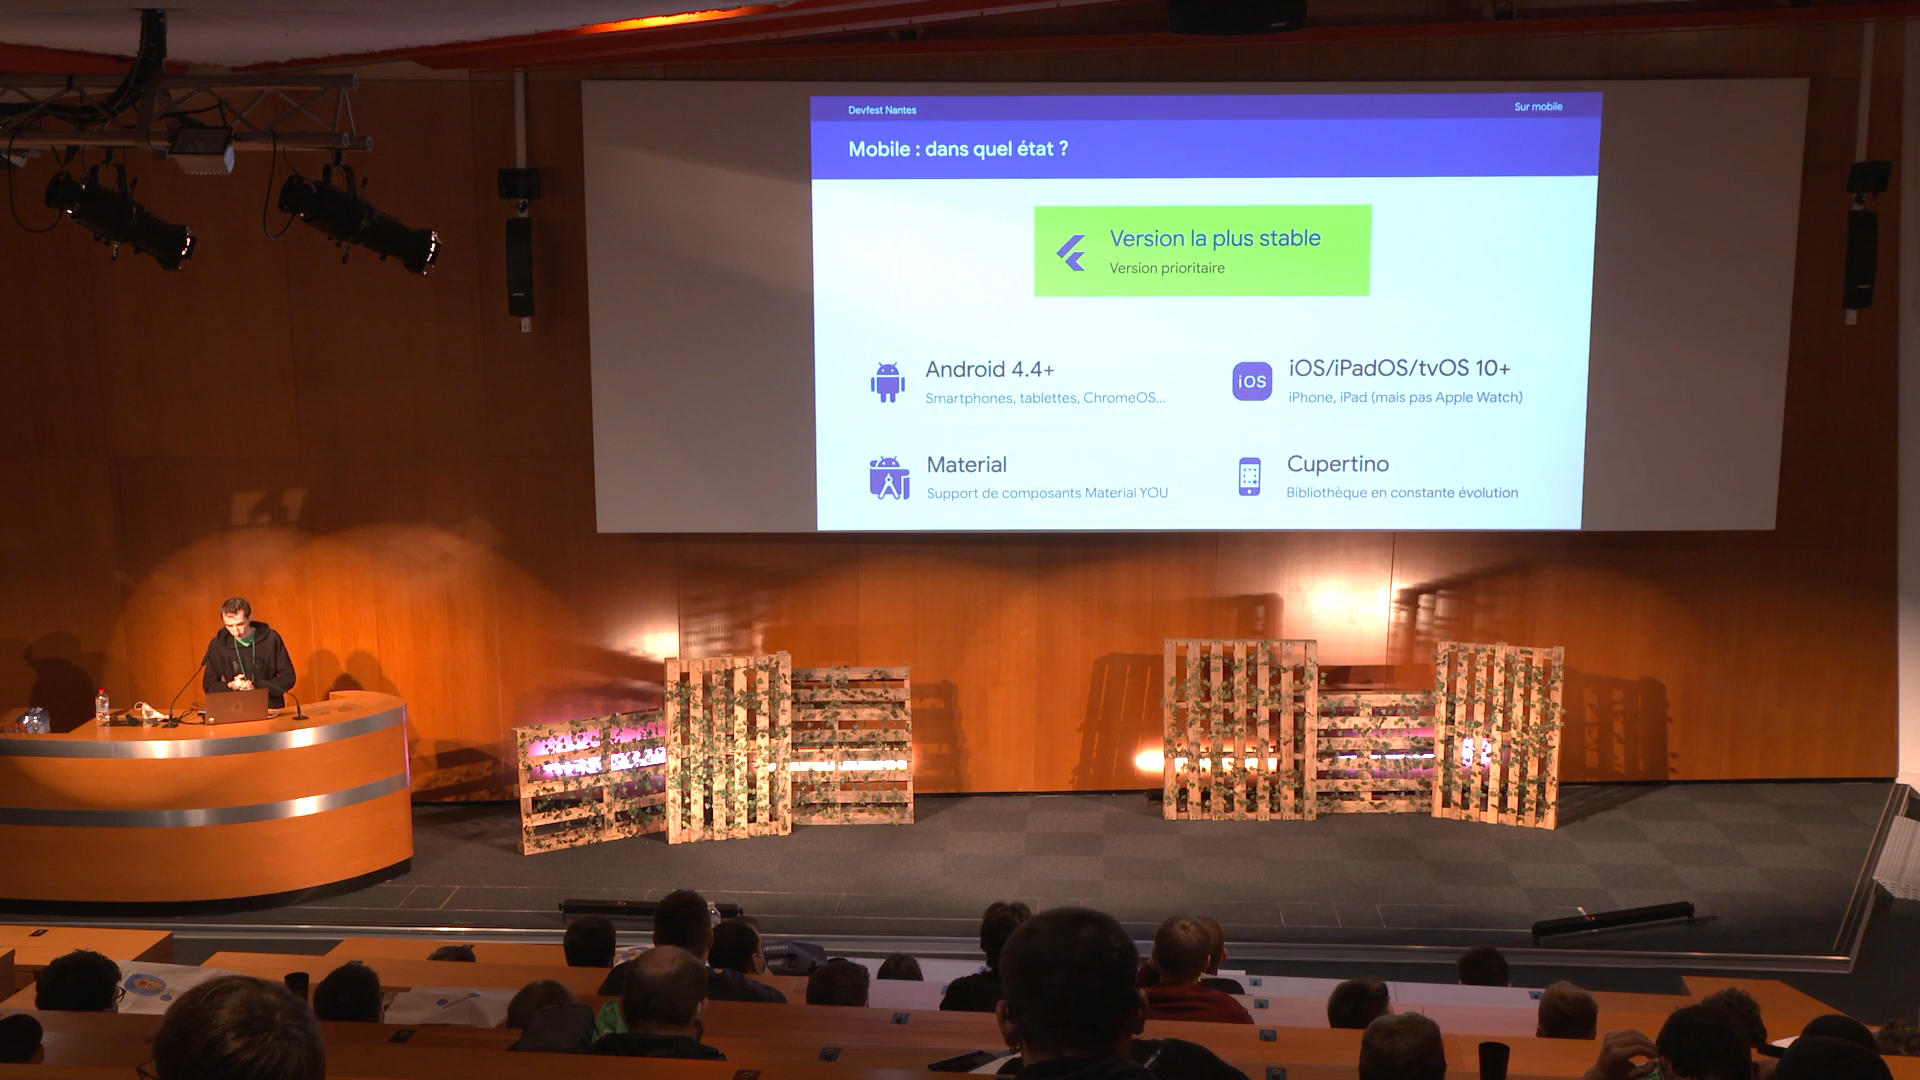 Devfest Nantes
Sur mobile
Mobile : dans quel état ?
Version la plus stable
Version prioritaire
Android 4.4+
Smartphones, tablettes, ChromeOS...
iOS
iOS/iPadOS/tvOS 10+
iPhone, iPad (mais pas Apple Watch)
Material
Support de composants Material YOU
Cupertino
Bibliothèque en constante évolution